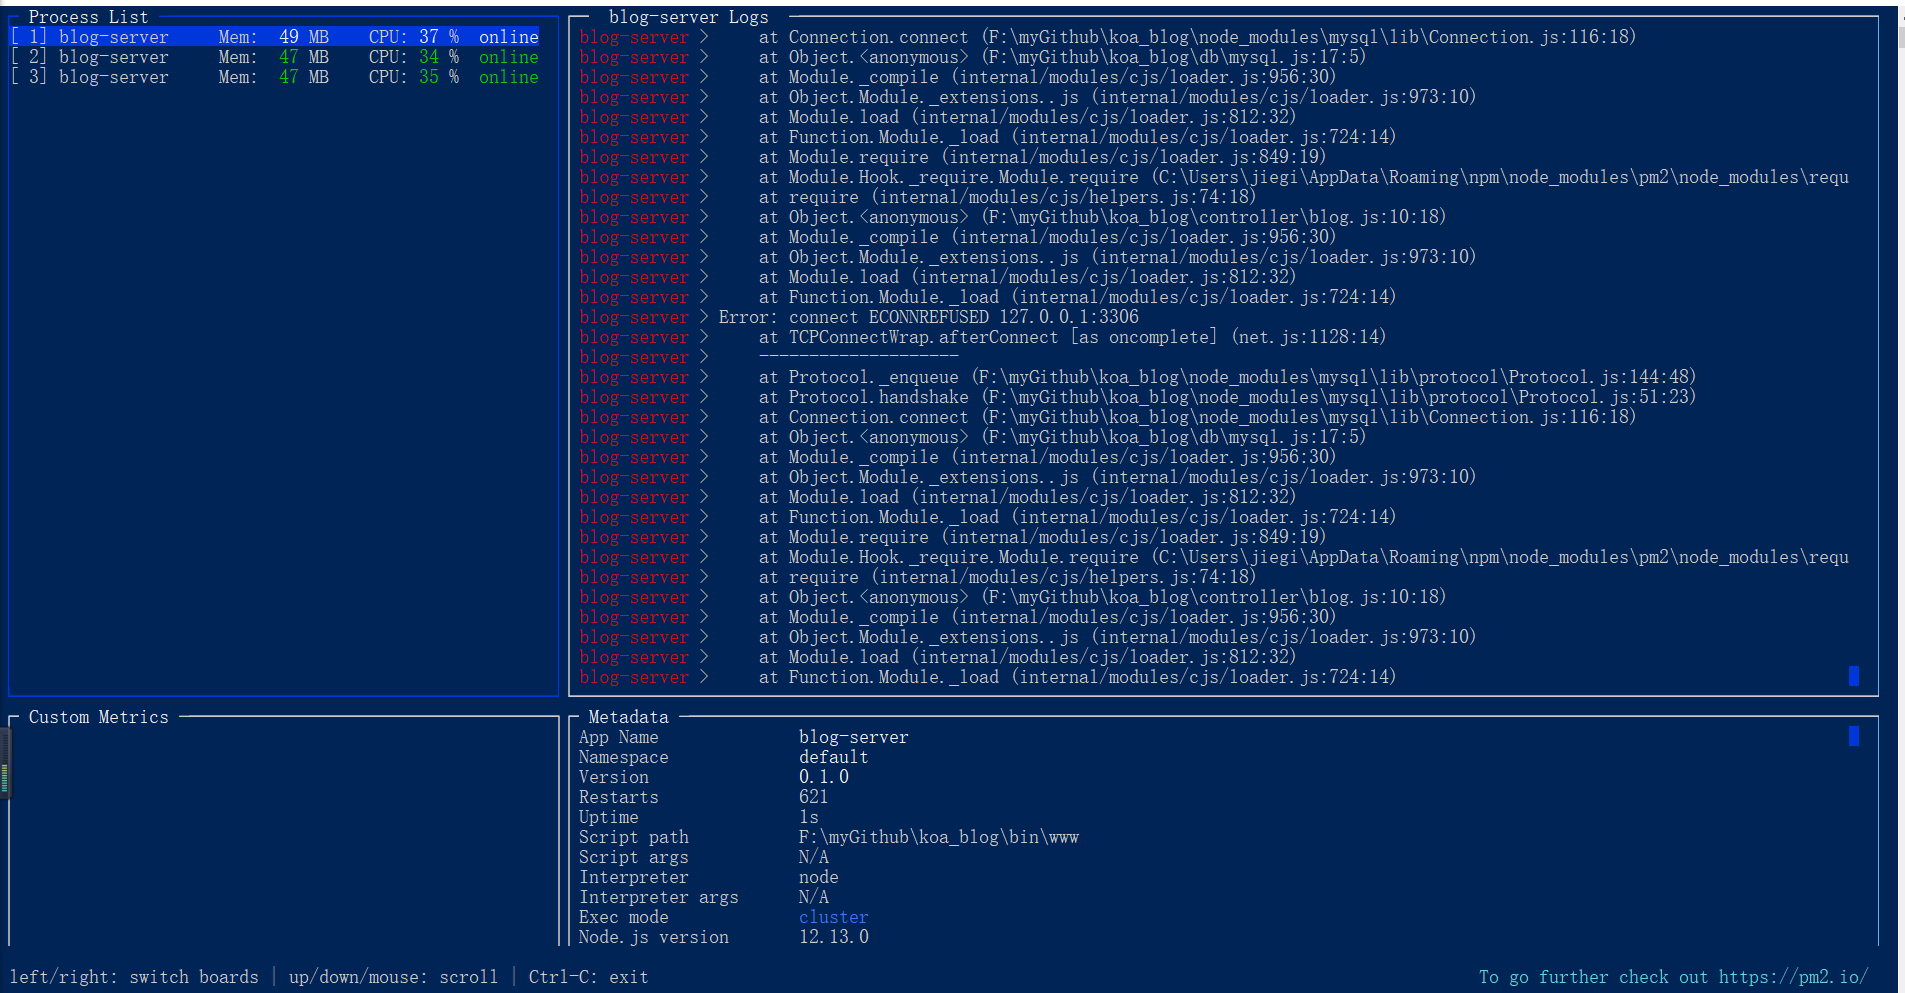 Process List
[ 1] blog-server     Mem:  49 MB    CPU: 37 %  online
[ 2] blog-server     Mem:  47 MB    CPU: 34 %  online
[ 3] blog-server     Mem:  47 MB    CPU: 35 %  online
blog-server Logs
blog-server >     at Connection.connect (F:\myGithub\koa_blog\node_modules\mysql\lib\Connection.js:116:18)
blog-server >     at Object.<anonymous> (F:\myGithub\koa_blog\db\mysql.js:17:5)
blog-server >     at Module._compile (internal/modules/cjs/loader.js:956:30)
blog-server >     at Object.Module._extensions..js (internal/modules/cjs/loader.js:973:10)
blog-server >     at Module.load (internal/modules/cjs/loader.js:812:32)
blog-server >     at Function.Module._load (internal/modules/cjs/loader.js:724:14)
blog-server >     at Module.require (internal/modules/cjs/loader.js:849:19)
blog-server >     at Module.Hook._require.Module.require (C:\Users\jiegi\AppData\Roaming\npm\node_modules\pm2\node_modules\requ
blog-server >     at require (internal/modules/cjs/helpers.js:74:18)
blog-server >     at Object.<anonymous> (F:\myGithub\koa_blog\controller\blog.js:10:18)
blog-server >     at Module._compile (internal/modules/cjs/loader.js:956:30)
blog-server >     at Object.Module._extensions..js (internal/modules/cjs/loader.js:973:10)
blog-server >     at Module.load (internal/modules/cjs/loader.js:812:32)
blog-server >     at Function.Module._load (internal/modules/cjs/loader.js:724:14)
blog-server > Error: connect ECONNREFUSED 127.0.0.1:3306
blog-server >     at TCPConnectWrap.afterConnect [as oncomplete] (net.js:1128:14)
blog-server >     --------------------
blog-server >     at Protocol._enqueue (F:\myGithub\koa_blog\node_modules\mysql\lib\protocol\Protocol.js:144:48)
blog-server >     at Protocol.handshake (F:\myGithub\koa_blog\node_modules\mysql\lib\protocol\Protocol.js:51:23)
blog-server >     at Connection.connect (F:\myGithub\koa_blog\node_modules\mysql\lib\Connection.js:116:18)
blog-server >     at Object.<anonymous> (F:\myGithub\koa_blog\db\mysql.js:17:5)
blog-server >     at Module._compile (internal/modules/cjs/loader.js:956:30)
blog-server >     at Object.Module._extensions..js (internal/modules/cjs/loader.js:973:10)
blog-server >     at Module.load (internal/modules/cjs/loader.js:812:32)
blog-server >     at Function.Module._load (internal/modules/cjs/loader.js:724:14)
blog-server >     at Module.require (internal/modules/cjs/loader.js:849:19)
blog-server >     at Module.Hook._require.Module.require (C:\Users\jiegi\AppData\Roaming\npm\node_modules\pm2\node_modules\requ
blog-server >     at require (internal/modules/cjs/helpers.js:74:18)
blog-server >     at Object.<anonymous> (F:\myGithub\koa_blog\controller\blog.js:10:18)
blog-server >     at Module._compile (internal/modules/cjs/loader.js:956:30)
blog-server >     at Object.Module._extensions..js (internal/modules/cjs/loader.js:973:10)
blog-server >     at Module.load (internal/modules/cjs/loader.js:812:32)
blog-server >     at Function.Module._load (internal/modules/cjs/loader.js:724:14)
Custom Metrics
Metadata
App Name              blog-server
Namespace             default
Version               0.1.0
Restarts              621
Uptime                1s
Script path           F:\myGithub\koa_blog\bin\www
Script args           N/A
Interpreter           node
Interpreter args      N/A
Exec mode             cluster
Node.js version       12.13.0
left/right: switch boards | up/down/mouse: scroll | Ctrl-C: exit
To go further check out https://pm2.io/